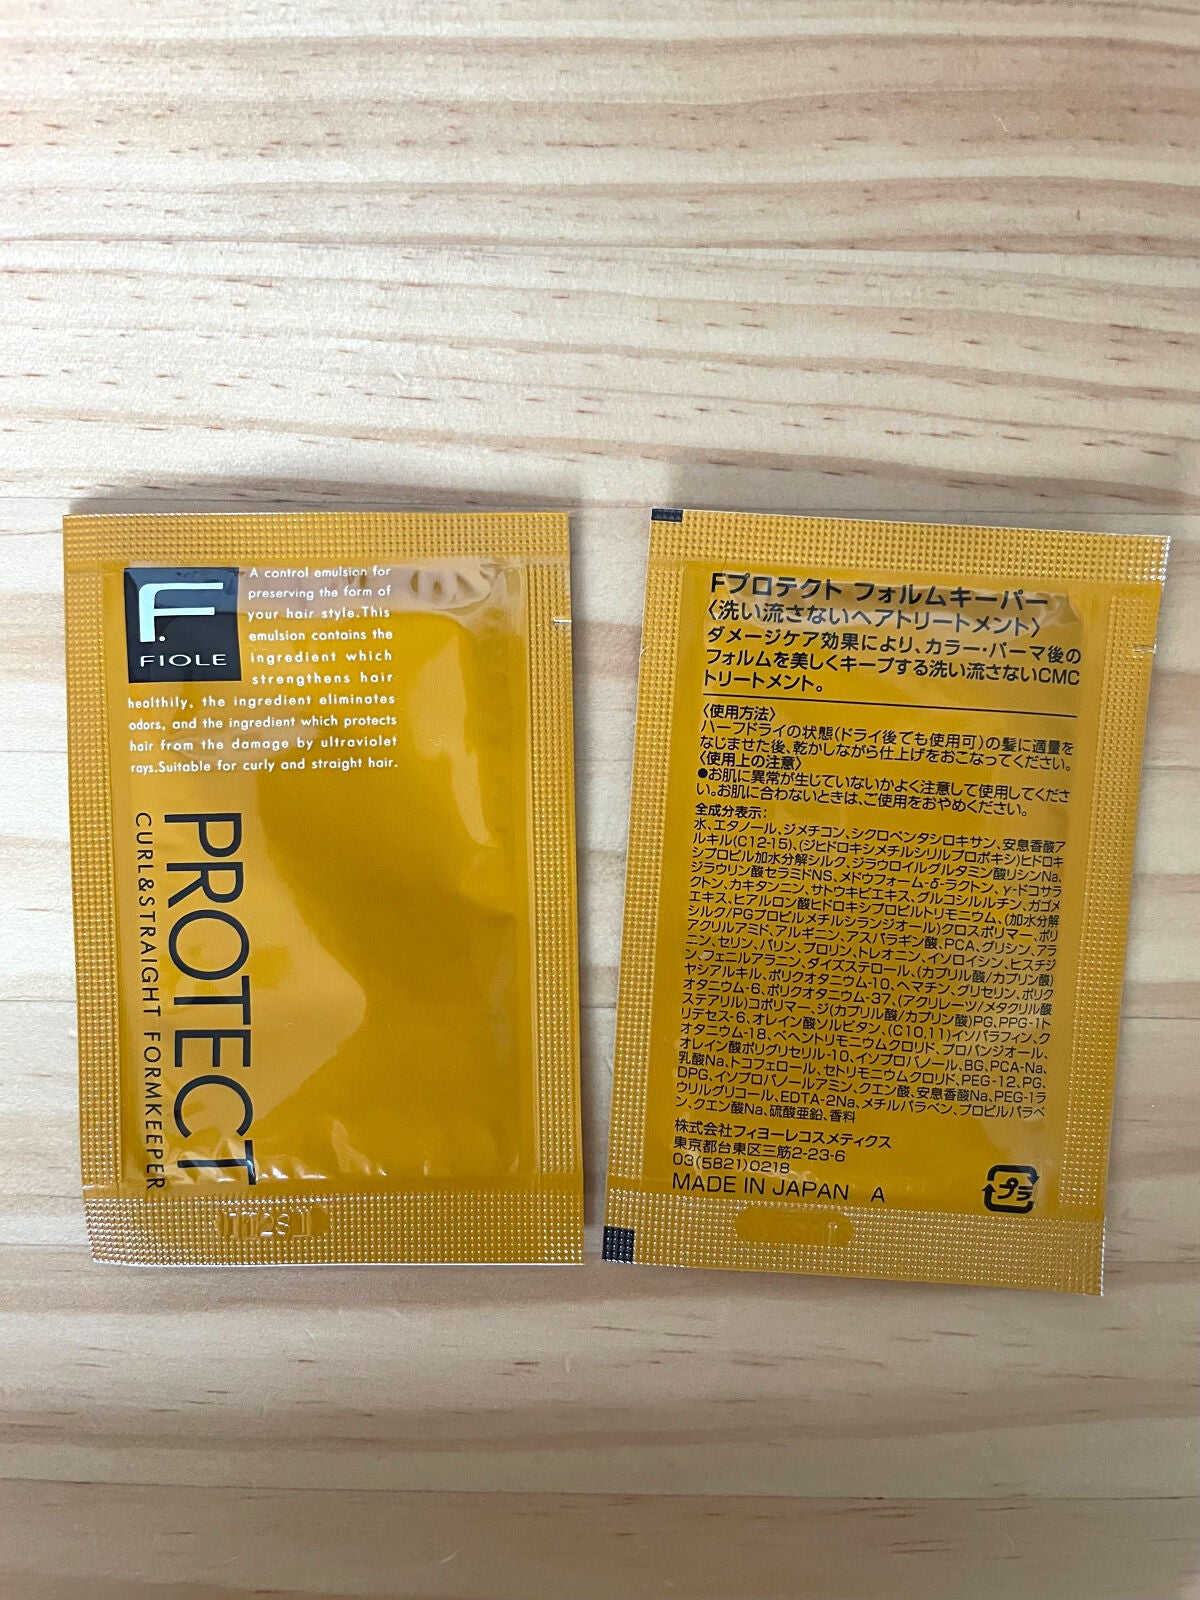 F.
FIOLE
A control emulsion for
preserving the form of
your hair style.This
emulsion contains the
ingredient which
strengthens hair
healthily, the ingredient eliminates
odors, and the ingredient which protects
hair from the damage by ultraviolet
rays.Suitable for curly and straight hair.
PROTECT
CURL&STRAIGHT FORMKEEPER
Fプロテクト フォルムキーパー
〈洗い流さないヘアトリートメント〉
ダメージケア効果により、カラー・パーマ後の
フォルムを美しくキープする洗い流さないCMC
トリートメント。
〈使用方法〉
ハーフドライの状態(ドライ後でも使用可)の髪に適量を
なじませた後、乾かしながら仕上げをおこなってください。
〈使用上の注意〉
●お肌に異常が生じていないかよく注意して使用してくださ
い。お肌に合わないときは、ご使用をおやめください。
全成分表示:
水、エタノール、ジメチコン、シクロペンタシロキサン、安息香酸ア
ルキル(C12-15)、(ジヒドロキシメチルシリルプロポキシ)ヒドロキ
シプロピル加水分解シルク、ジラウロイルグルタミン酸リシンNa、
ジラウリン酸セラミドNS、メドウフォーム-δ-ラクトン、γ-ドコサラ
クトン、カキタンニン、サトウキビエキス、グルコシルルチン、ガゴメ
エキス、ヒアルロン酸ヒドロキシプロピルトリモニウム、(加水分解
シルク/PGプロピルメチルシランジオール)クロスポリマー、ポリ
アクリルアミド、アルギニン、アスパラギン酸、PCA、グリシン、アラ
ニン、セリン、バリン、プロリン、トレオニン、イソロイシン、ヒスチジ
ン、フェニルアラニン、ダイズステロール、(カプリル酸/カプリン酸)
ヤシアルキル、ポリクオタニウム-10、ヘマチン、グリセリン、ポリク
オタニウム-6、ポリクオタニウム-37、(アクリレーツ/メタクリル酸
ステアリル)コポリマー、ジ(カプリル酸/カプリン酸)PG、PPG-1ト
リデセス-6、オレイン酸ソルビタン、(C10,11)イソパラフィン、ク
オタニウム-18、ベヘントリモニウムクロリド、プロパンジオール、
オレイン酸ポリグリセリル-10、イソプロパノール、BG、PCA-Na、
乳酸Na、トコフェロール、セトリモニウムクロリド、PEG-12、PG、
DPG、イソプロパノールアミン、クエン酸、安息香酸Na、PEG-1ラ
ウリルグリコール、EDTA-2Na、メチルパラベン、プロピルパラベ
ン、クエン酸Na、硫酸亜鉛、香料
株式会社フィヨーレコスメティクス
東京都台東区三筋2-23-6
03(5821)0218
MADE IN JAPAN A
プラ